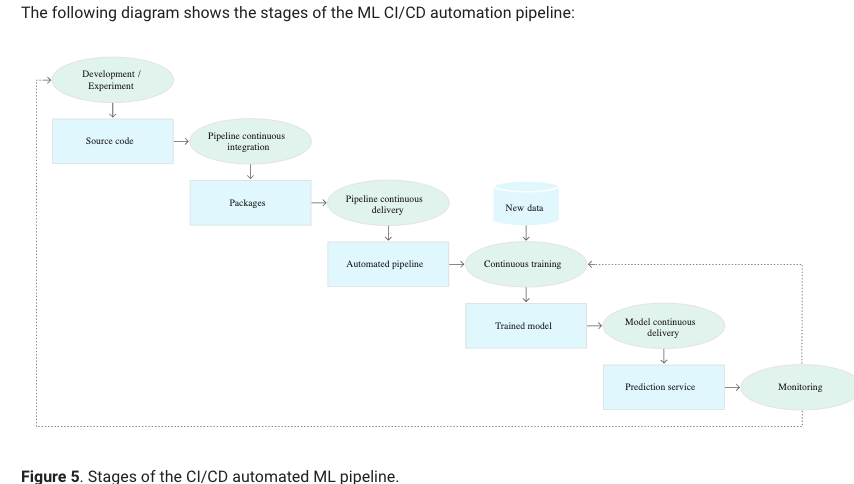 The following diagram shows the stages of the ML CI/CD automation pipeline:
Development /
Experiment
Source code
Pipeline continuous
integration
Packages
Pipeline continuous
delivery
New data
Automated pipeline
Continuous training
Trained model
Model continuous
delivery
Prediction service
Monitoring
Figure 5. Stages of the CI/CD automated ML pipeline.